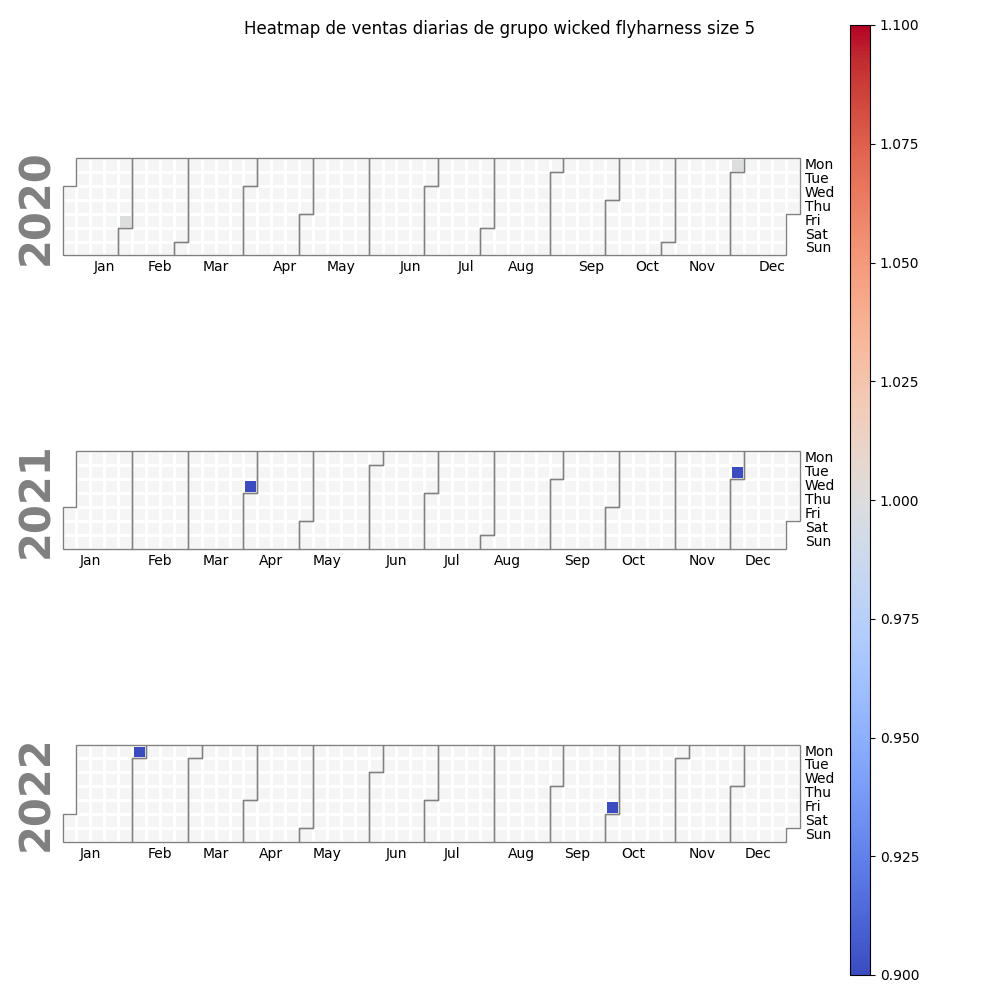 Heatmap de ventas diarias de grupo wicked flyharness size 5
2020
Mon
Tue
Wed
Thu
Fri
Sat
Sun
Jan Feb Mar Apr May Jun Jul Aug Sep Oct Nov Dec
2021
Mon
Tue
Wed
Thu
Fri
Sat
Sun
Jan Feb Mar Apr May Jun Jul Aug Sep Oct Nov Dec
2022
Mon
Tue
Wed
Thu
Fri
Sat
Sun
Jan Feb Mar Apr May Jun Jul Aug Sep Oct Nov Dec
1.100
1.075
1.050
1.025
1.000
0.975
0.950
0.925
0.900